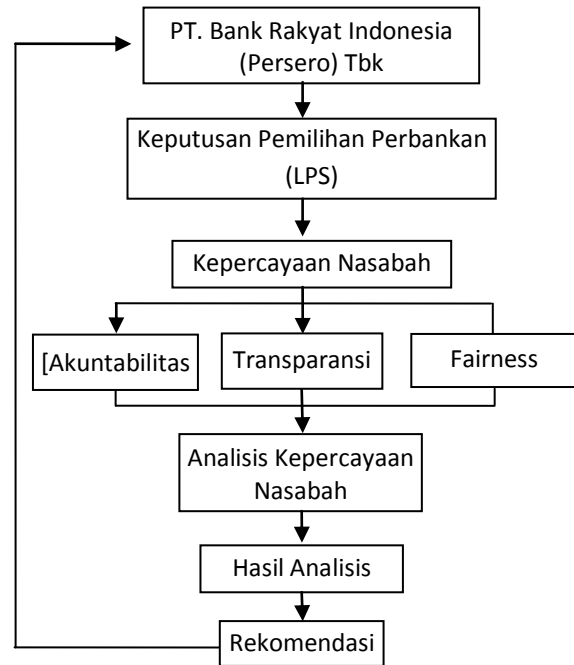 PT. Bank Rakyat Indonesia
(Persero) Tbk
Keputusan Pemilihan Perbankan
(LPS)
Kepercayaan Nasabah
[Akuntabilitas
Transparansi
Fairness
Analisis Kepercayaan
Nasabah
Hasil Analisis
Rekomendasi